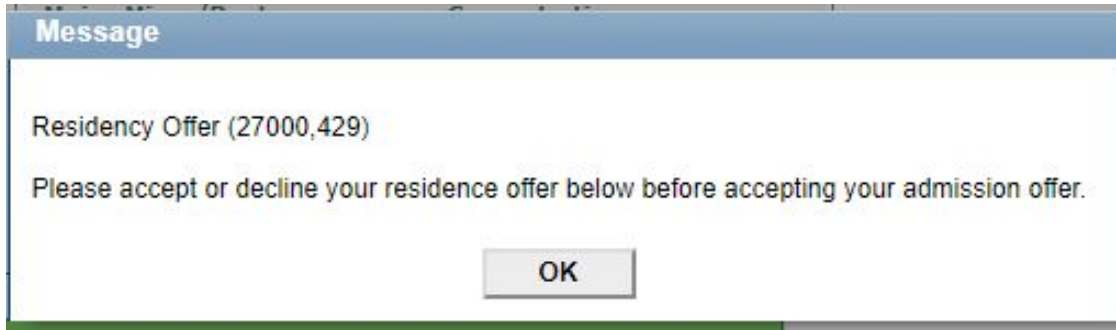 Message
Residency Offer (27000,429)
Please accept or decline your residence offer below before accepting your admission offer.
OK